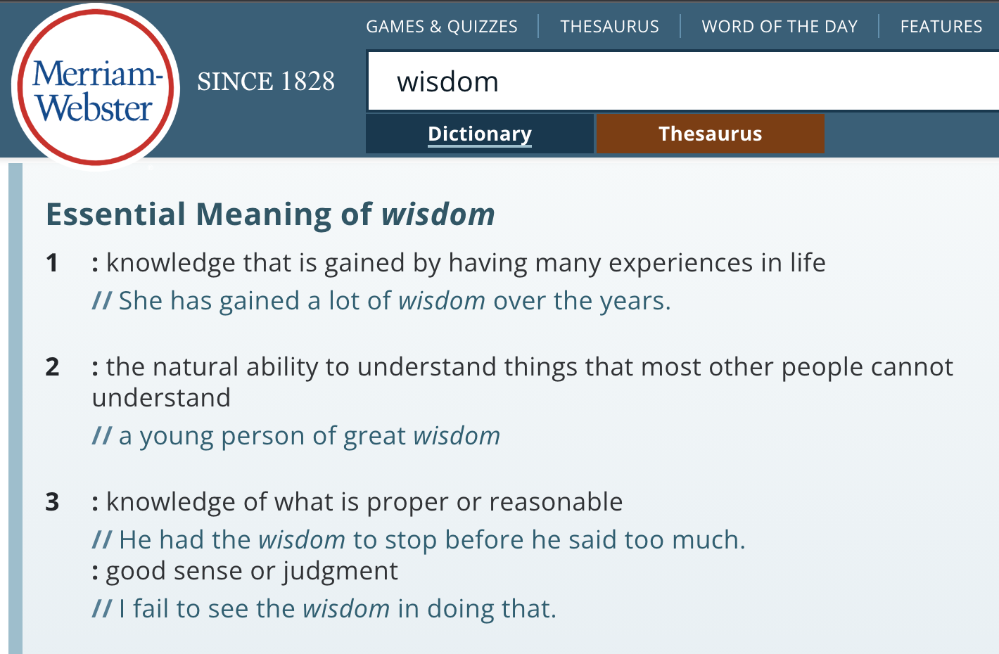 GAMES & QUIZZES THESAURUS WORD OF THE DAY FEATURES
Merriam-
Webster
SINCE 1828
wisdom
Dictionary Thesaurus
Essential Meaning of wisdom
1 : knowledge that is gained by having many experiences in life
// She has gained a lot of wisdom over the years.
2 : the natural ability to understand things that most other people cannot
understand
// a young person of great wisdom
3 : knowledge of what is proper or reasonable
// He had the wisdom to stop before he said too much.
: good sense or judgment
// I fail to see the wisdom in doing that.